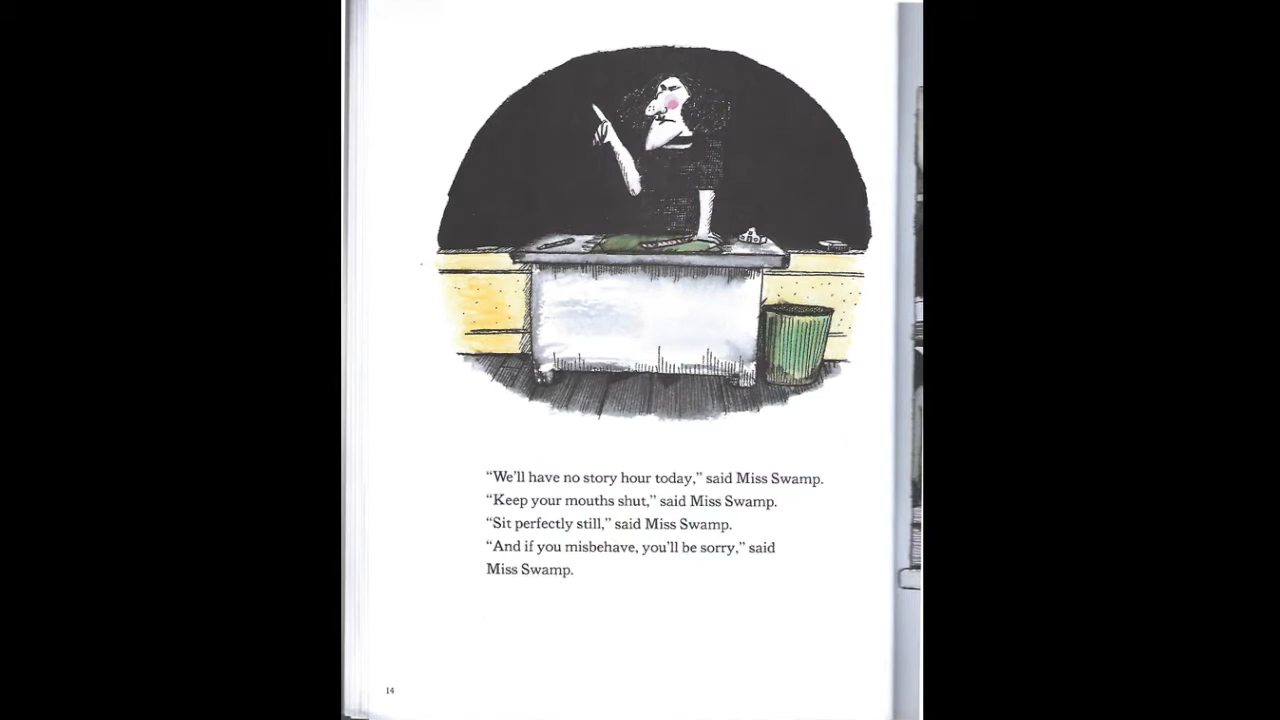 “We’ll have no story hour today,” said Miss Swamp.
“Keep your mouths shut,” said Miss Swamp.
“Sit perfectly still,” said Miss Swamp.
“And if you misbehave, you’ll be sorry,” said
Miss Swamp.
14